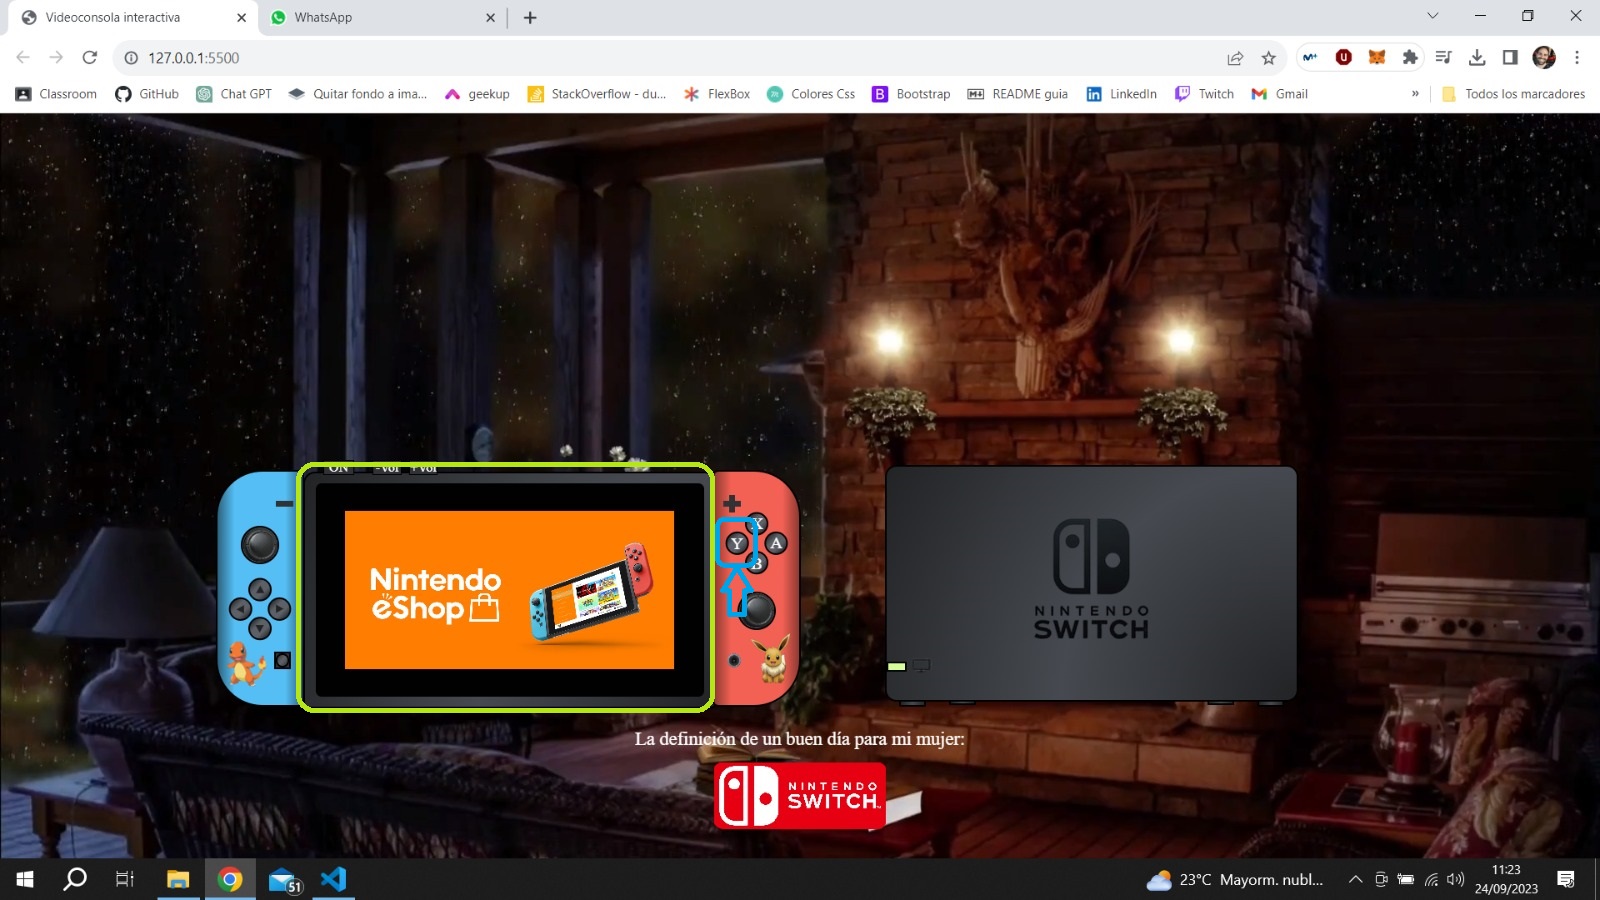 Videoconsola interactiva
WhatsApp
127.0.0.1:5500
Classroom
GitHub
Chat GPT
Quitar fondo a ima...
geekup
StackOverflow - du...
FlexBox
Colores Css
Bootstrap
README guia
LinkedIn
Twitch
Gmail
»
Todos los marcadores
ON
-Vol
+Vol
X
Y
A
B
Nintendo
eShop
NINTENDO
SWITCH
La definición de un buen día para mi mujer:
NINTENDO
SWITCH
51
23°C Mayorm. nubl...
11:23
24/09/2023